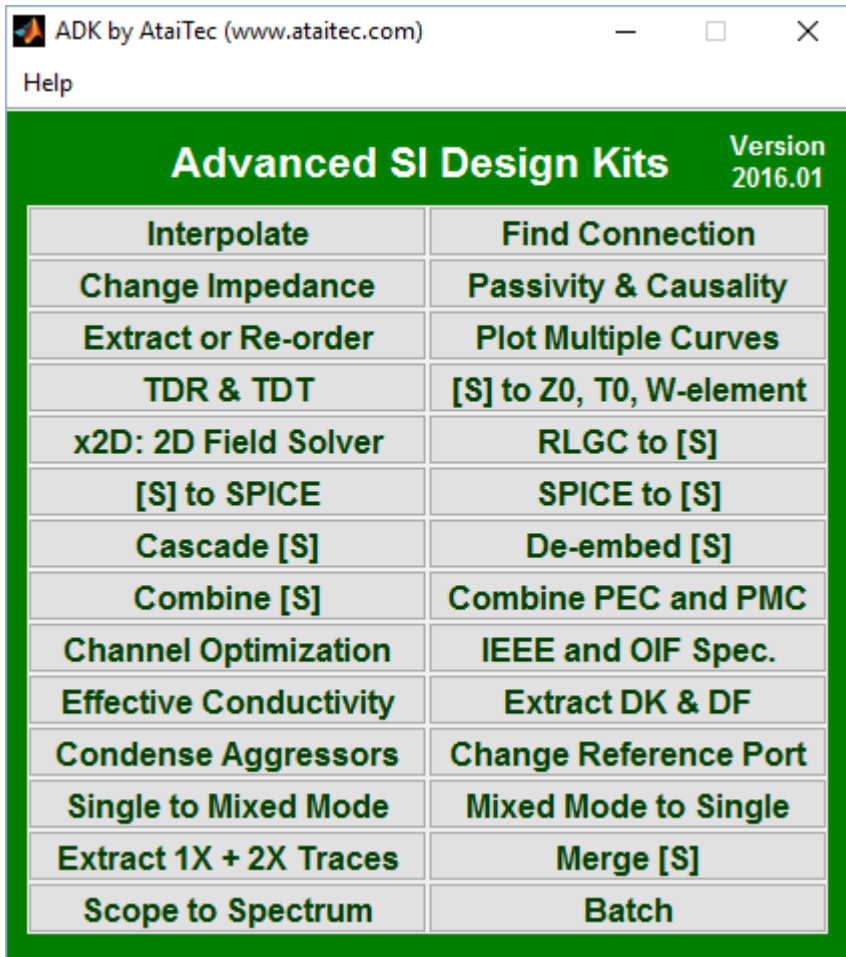 ADK by AtaiTec (www.ataitec.com)
Help
Advanced SI Design Kits
Version
2016.01
Interpolate
Find Connection
Change Impedance
Passivity & Causality
Extract or Re-order
Plot Multiple Curves
TDR & TDT
[S] to Z0, T0, W-element
x2D: 2D Field Solver
RLGC to [S]
[S] to SPICE
SPICE to [S]
Cascade [S]
De-embed [S]
Combine [S]
Combine PEC and PMC
Channel Optimization
IEEE and OIF Spec.
Effective Conductivity
Extract DK & DF
Condense Aggressors
Change Reference Port
Single to Mixed Mode
Mixed Mode to Single
Extract 1X + 2X Traces
Merge [S]
Scope to Spectrum
Batch